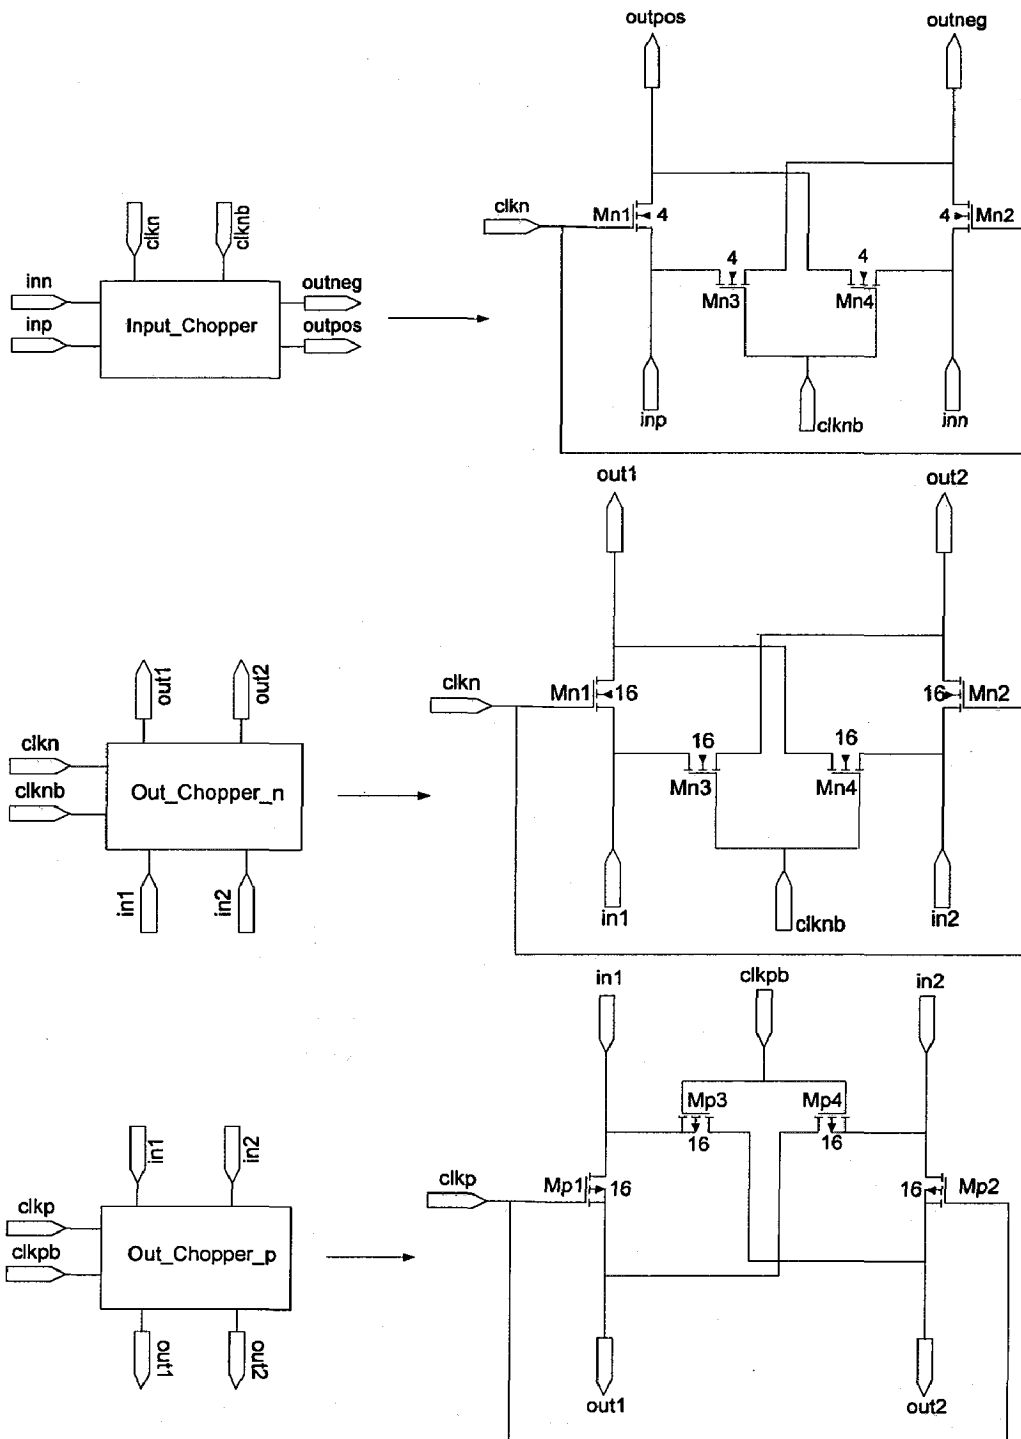 outpos
outneg
clkn
clknb
clkn
Mn1
4
4
Mn2
inn
outneg
4
4
inp
Input_Chopper
outpos
Mn3
Mn4
inp
clknb
inn
out1
out2
out1
out2
clkn
Mn1
16
16
Mn2
clkn
16
16
clknb
Out_Chopper_n
Mn3
Mn4
in1
in2
in1
clknb
in2
in1
clkpb
in2
Mp3
Mp4
16
16
in1
in2
clkp
Mp1
16
16
Mp2
clkp
clkpb
Out_Chopper_p
out1
out2
out1
out2